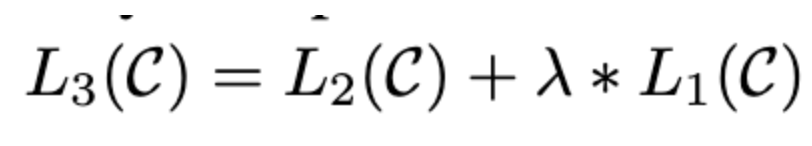 L₃(𝒞) = L₂(𝒞) + λ * L₁(𝒞)